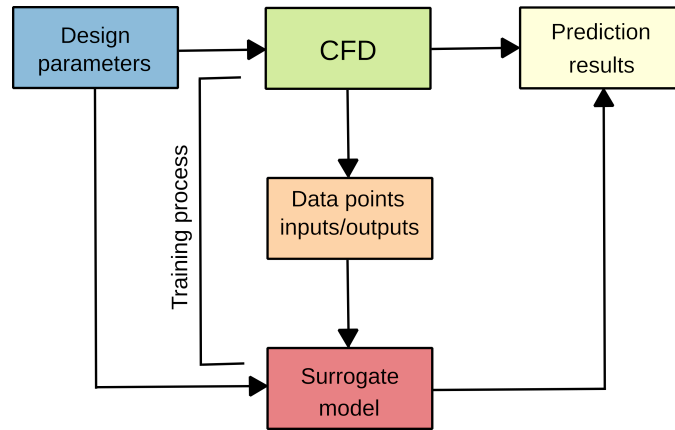 Design
parameters
CFD
Prediction
results
Training process
Data points
inputs/outputs
Surrogate
model